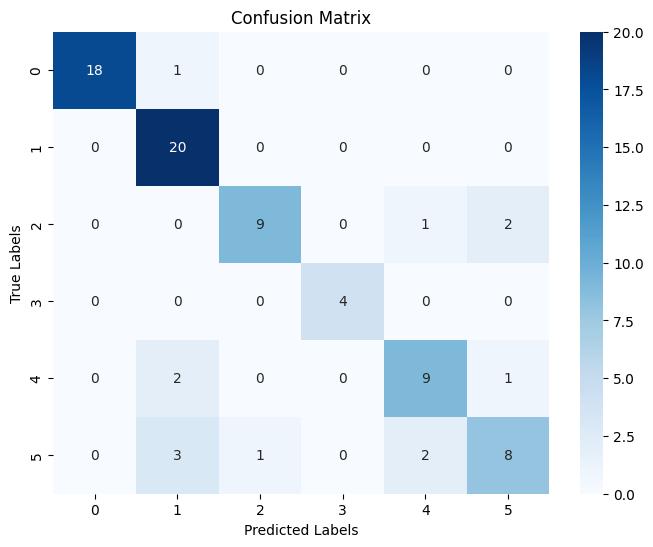 Confusion Matrix
True Labels
0 18 1 0 0 0 0
1 0 20 0 0 0 0
2 0 0 9 0 1 2
3 0 0 0 4 0 0
4 0 2 0 0 9 1
5 0 3 1 0 2 8
0 1 2 3 4 5
Predicted Labels
20.0
17.5
15.0
12.5
10.0
7.5
5.0
2.5
0.0